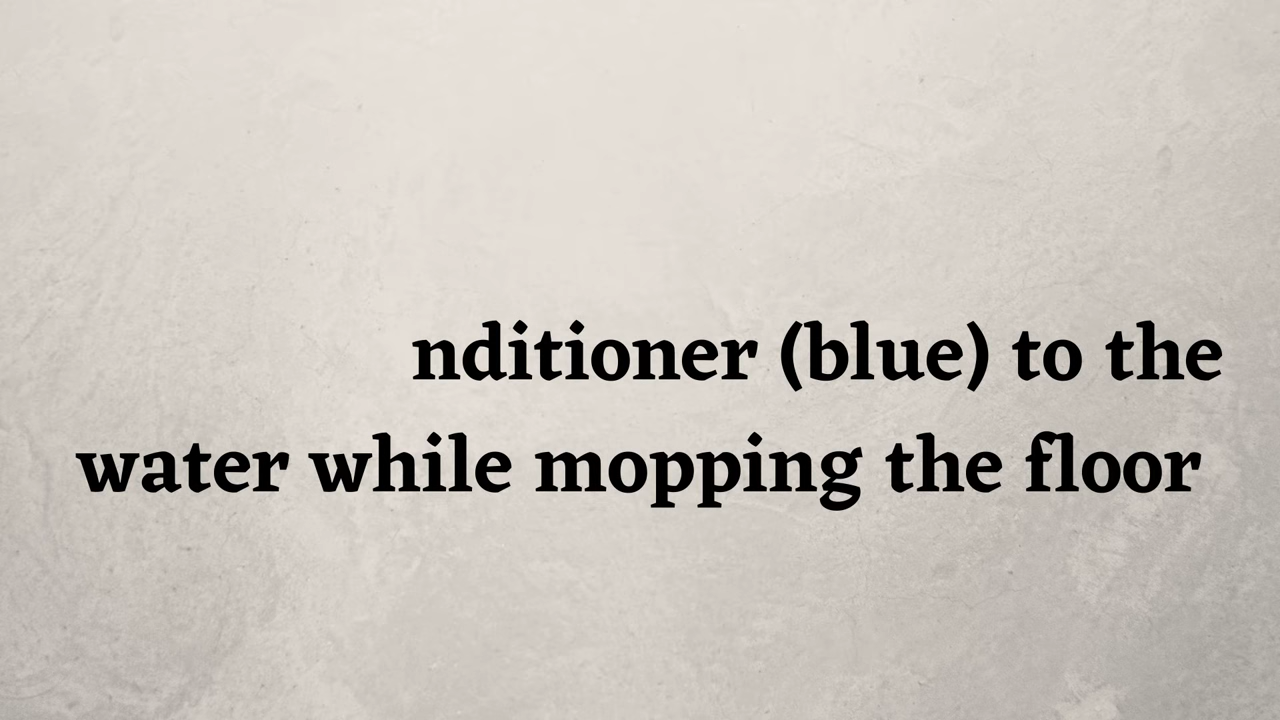 nditioner (blue) to the
water while mopping the floor